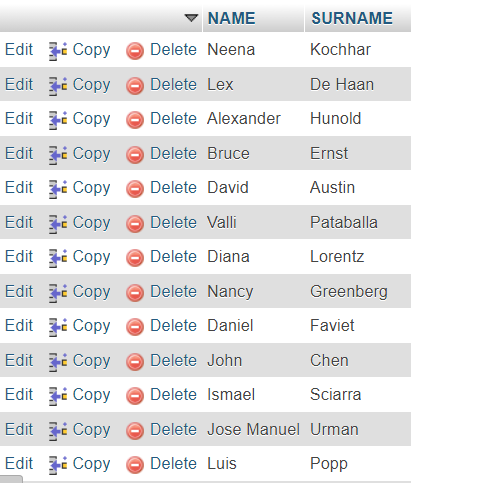 NAME SURNAME
Edit Copy Delete Neena Kochhar
Edit Copy Delete Lex De Haan
Edit Copy Delete Alexander Hunold
Edit Copy Delete Bruce Ernst
Edit Copy Delete David Austin
Edit Copy Delete Valli Pataballa
Edit Copy Delete Diana Lorentz
Edit Copy Delete Nancy Greenberg
Edit Copy Delete Daniel Faviet
Edit Copy Delete John Chen
Edit Copy Delete Ismael Sciarra
Edit Copy Delete Jose Manuel Urman
Edit Copy Delete Luis Popp